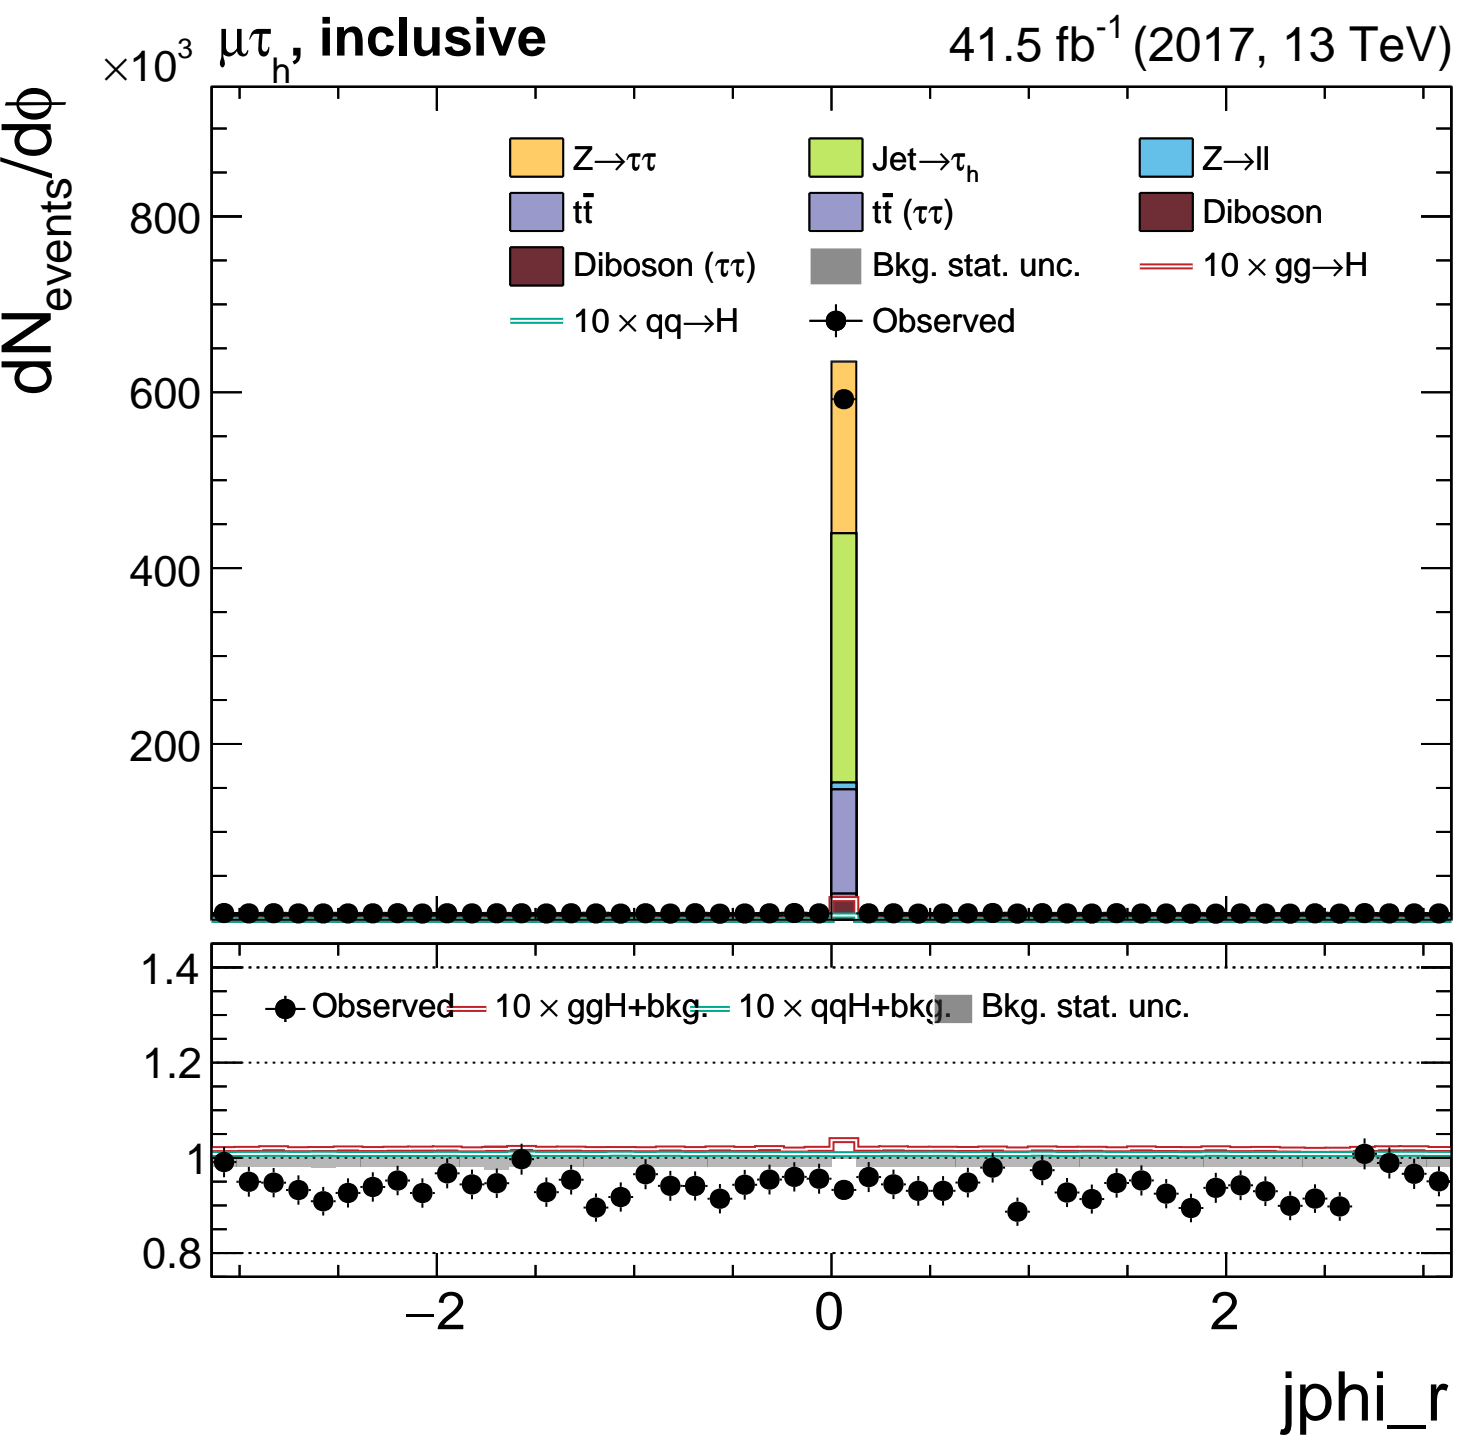 ×10³ μτₕ, inclusive 41.5 fb⁻¹ (2017, 13 TeV)
dN_events/dϕ
Z→ττ Jet→τₕ Z→ll
tt̄ tt̄ (ττ) Diboson
Diboson (ττ) Bkg. stat. unc. 10 × gg→H
10 × qq→H Observed
800
600
400
200
1.4
Observed 10 × ggH+bkg. 10 × qqH+bkg. Bkg. stat. unc.
1.2
1
0.8
−2 0 2
jphi_r